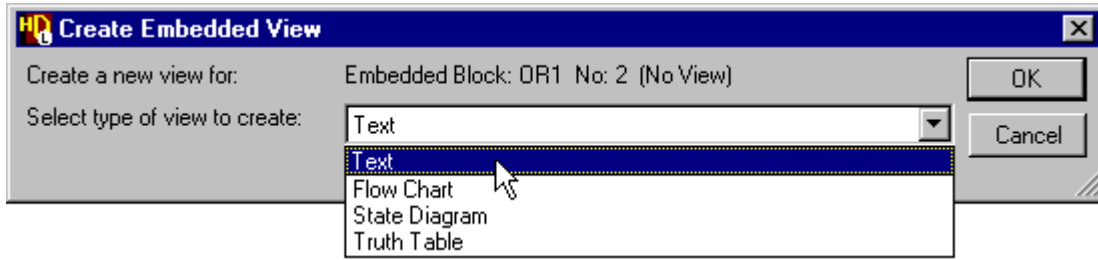 HDL Create Embedded View
Create a new view for: Embedded Block: OR1 No: 2 (No View) OK
Select type of view to create: Text Cancel
Text
Flow Chart
State Diagram
Truth Table